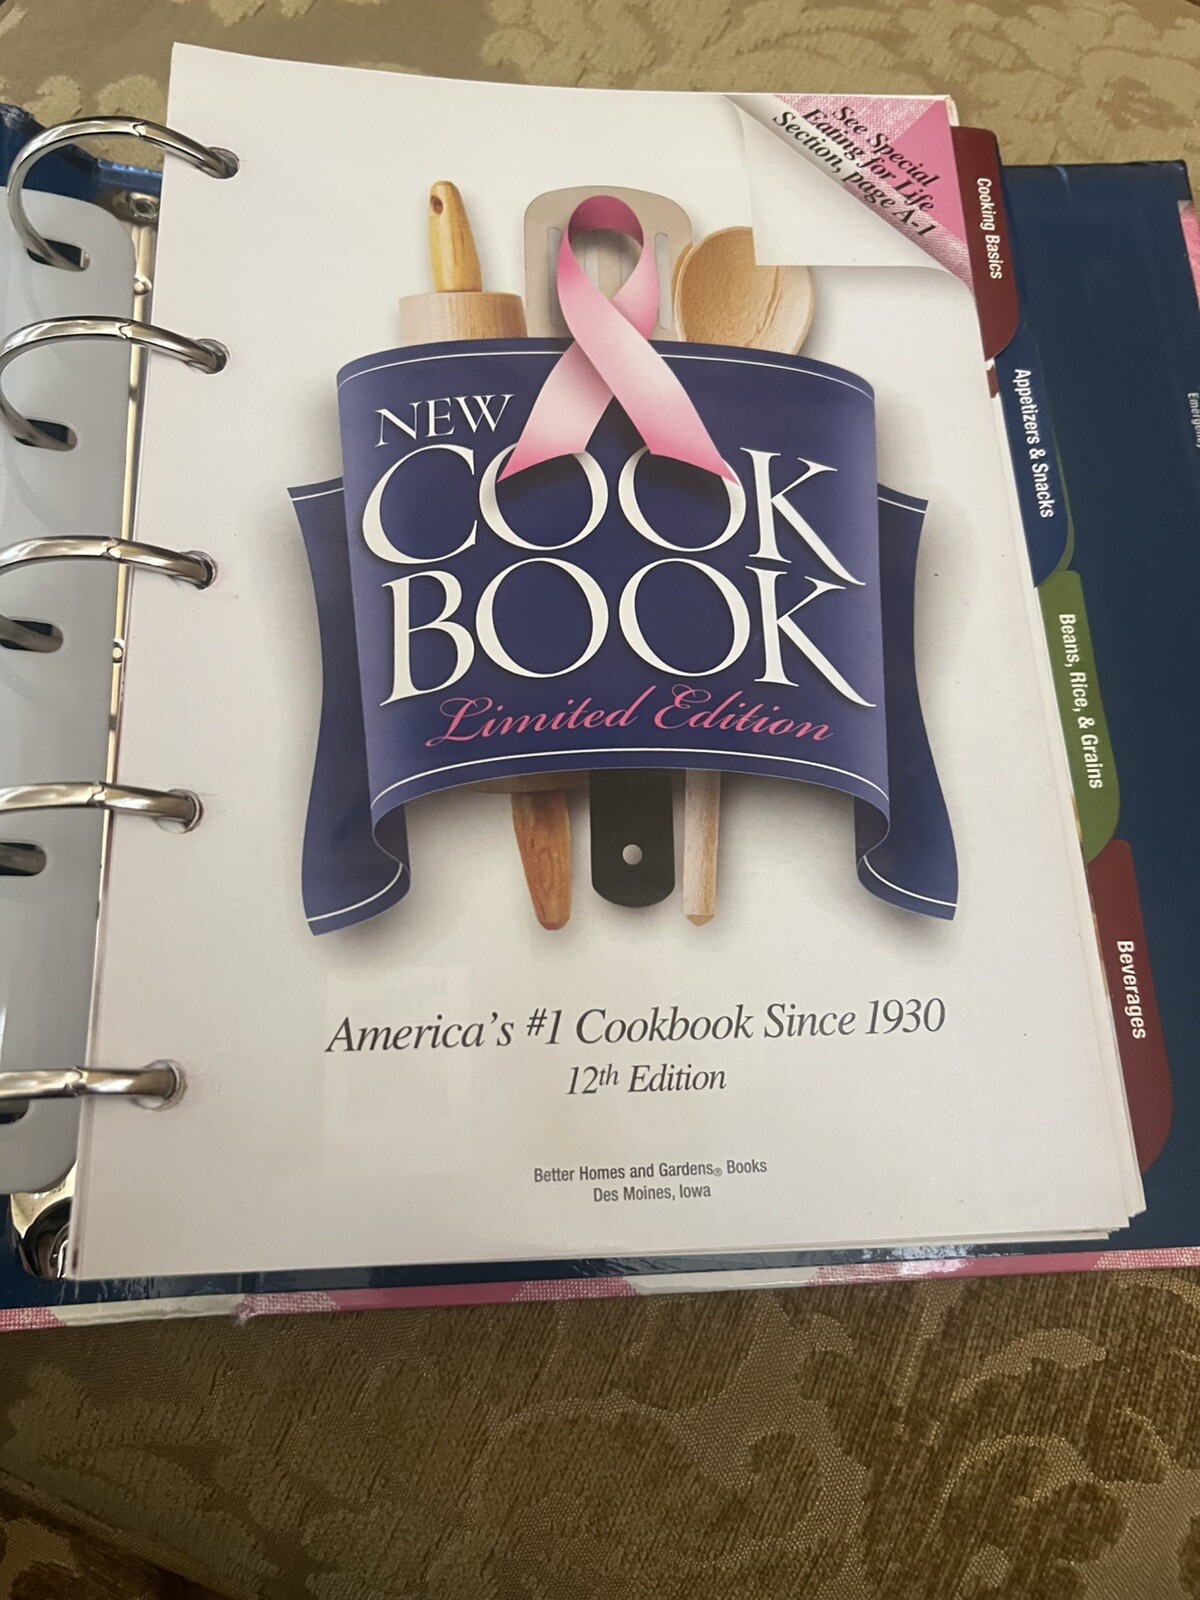 See Special
Eating for Life
Section, page A-1
NEW
COOK
BOOK
Limited Edition
America's #1 Cookbook Since 1930
12th Edition
Better Homes and Gardens® Books
Des Moines, Iowa
Cooking Basics
Appetizers & Snacks
Beans, Rice, & Grains
Beverages